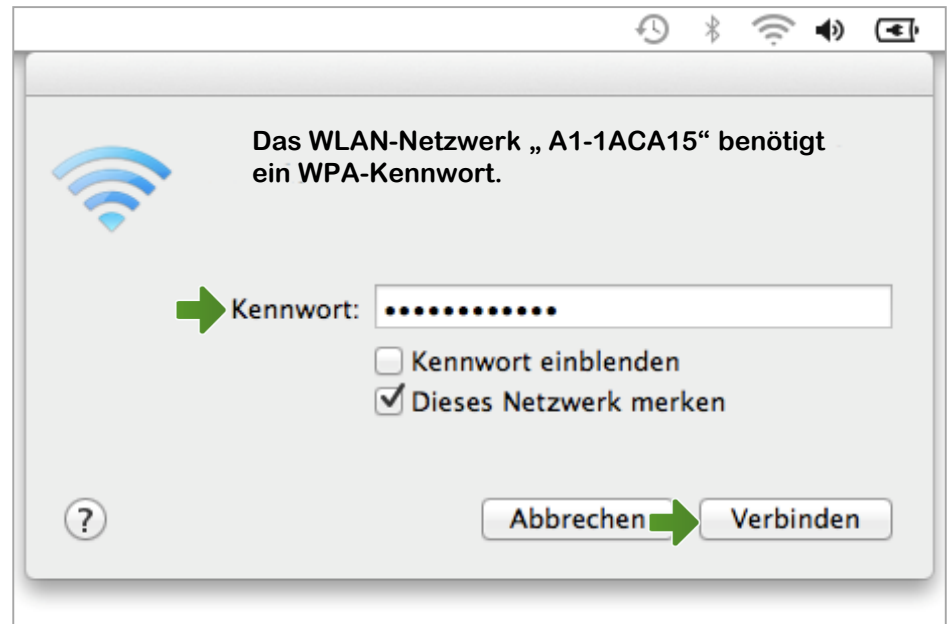 Das WLAN-Netzwerk „ A1-1ACA15“ benötigt
ein WPA-Kennwort.
Kennwort: ••••••••••••
Kennwort einblenden
Dieses Netzwerk merken
? Abbrechen Verbinden